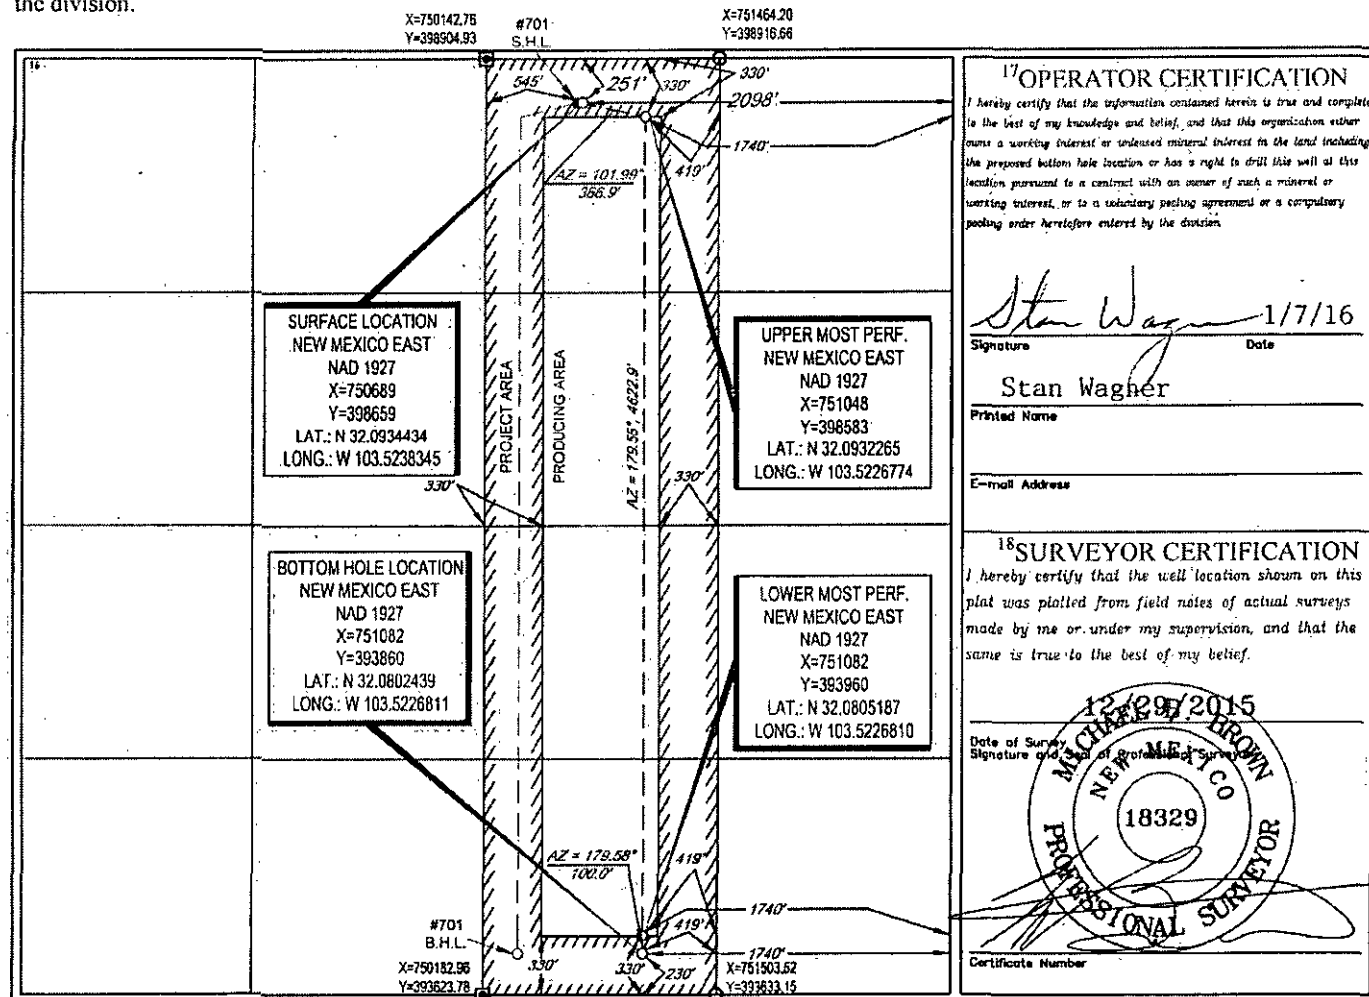 the division.
X=750142.76
Y=398904.93
#701
S.H.L.
X=751464.20
Y=398916.66
16
545'
251'
330'
330'
2098'
1740'
419'
AZ = 101.99°
366.9'
SURFACE LOCATION
NEW MEXICO EAST
NAD 1927
X=750689
Y=398659
LAT.: N 32.0934434
LONG.: W 103.5238345
330'
PROJECT AREA
PRODUCING AREA
AZ = 179.55°, 4622.9'
330'
UPPER MOST PERF.
NEW MEXICO EAST
NAD 1927
X=751048
Y=398583
LAT.: N 32.0932265
LONG.: W 103.5226774
BOTTOM HOLE LOCATION
NEW MEXICO EAST
NAD 1927
X=751082
Y=393860
LAT.: N 32.0802439
LONG.: W 103.5226811
LOWER MOST PERF.
NEW MEXICO EAST
NAD 1927
X=751082
Y=393960
LAT.: N 32.0805187
LONG.: W 103.5226810
AZ = 179.58°
100.0'
419'
1740'
419'
1740'
#701
B.H.L.
330'
330'
230'
X=750182.96
Y=393623.78
X=751503.52
Y=393633.15
17 OPERATOR CERTIFICATION
I hereby certify that the information contained herein is true and complete
to the best of my knowledge and belief, and that this organization either
owns a working interest or unleased mineral interest in the land including
the proposed bottom hole location or has a right to drill this well at this
location pursuant to a contract with an owner of such a mineral or
working interest, or to a voluntary pooling agreement or a compulsory
pooling order heretofore entered by the division.
Stan Wagner 1/7/16
Signature Date
Stan Wagner
Printed Name
E-mail Address
18 SURVEYOR CERTIFICATION
I hereby certify that the well location shown on this
plat was plotted from field notes of actual surveys
made by me or under my supervision, and that the
same is true to the best of my belief.
12/29/2015
Date of Survey
Signature and Seal of Professional Surveyor
MICHAEL BROWN
NEW MEXICO
18329
PROFESSIONAL SURVEYOR
Certificate Number